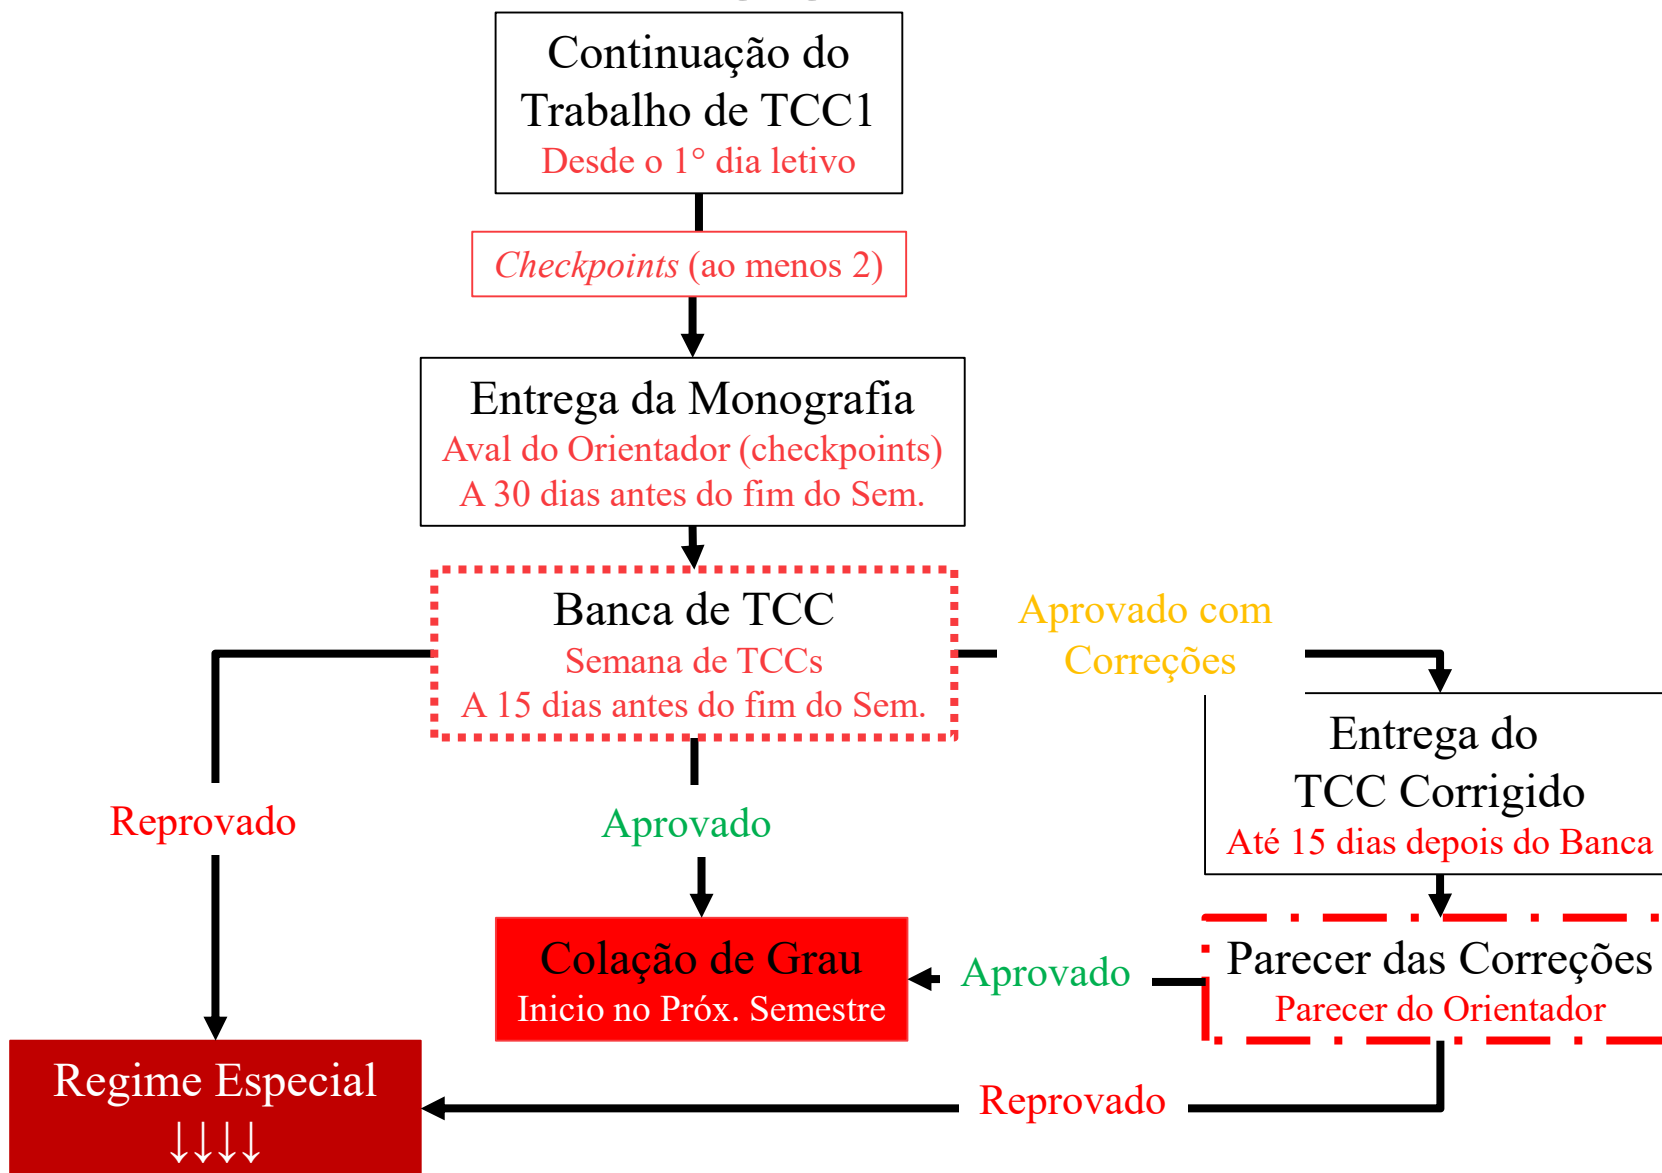 Continuação do
Trabalho de TCC1
Desde o 1° dia letivo
Checkpoints (ao menos 2)
Entrega da Monografia
Aval do Orientador (checkpoints)
A 30 dias antes do fim do Sem.
Banca de TCC
Semana de TCCs
A 15 dias antes do fim do Sem.
Aprovado com
Correções
Entrega do
TCC Corrigido
Até 15 dias depois do Banca
Reprovado
Aprovado
Colação de Grau
Inicio no Próx. Semestre
Aprovado
Parecer das Correções
Parecer do Orientador
Regime Especial
↓↓↓↓
Reprovado